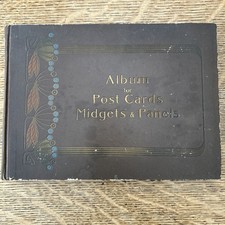 Album
for
Post Cards
Midgets & Panels